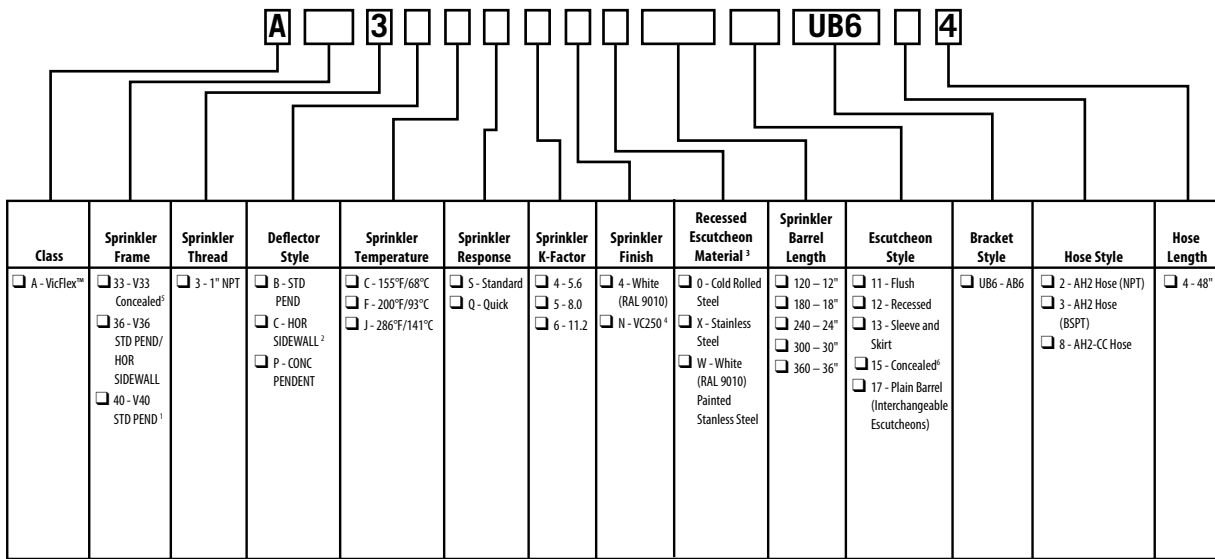 A 3 UB6 4
Class
Sprinkler
Frame
Sprinkler
Thread
Deflector
Style
Sprinkler
Temperature
Sprinkler
Response
Sprinkler
K-Factor
Sprinkler
Finish
Recessed
Escutcheon
Material 3
Sprinkler
Barrel
Length
Escutcheon
Style
Bracket
Style
Hose Style
Hose
Length
❑ A - VicFlex™
❑ 33 - V33
Concealed5
❑ 36 - V36
STD PEND/
HOR
SIDEWALL
❑ 40 - V40
STD PEND 1
❑ 3 - 1" NPT
❑ B - STD
PEND
❑ C - HOR
SIDEWALL 2
❑ P - CONC
PENDENT
❑ C - 155°F/68°C
❑ F - 200°F/93°C
❑ J - 286°F/141°C
❑ S - Standard
❑ Q - Quick
❑ 4 - 5.6
❑ 5 - 8.0
❑ 6 - 11.2
❑ 4 - White
(RAL 9010)
❑ N - VC250 4
❑ 0 - Cold Rolled
Steel
❑ X - Stainless
Steel
❑ W - White
(RAL 9010)
Painted
Stanless Steel
❑ 120 – 12"
❑ 180 – 18"
❑ 240 – 24"
❑ 300 – 30"
❑ 360 – 36"
❑ 11 - Flush
❑ 12 - Recessed
❑ 13 - Sleeve and
Skirt
❑ 15 - Concealed6
❑ 17 - Plain Barrel
(Interchangeable
Escutcheons)
❑ UB6 - AB6
❑ 2 - AH2 Hose (NPT)
❑ 3 - AH2 Hose
(BSPT)
❑ 8 - AH2-CC Hose
❑ 4 - 48"